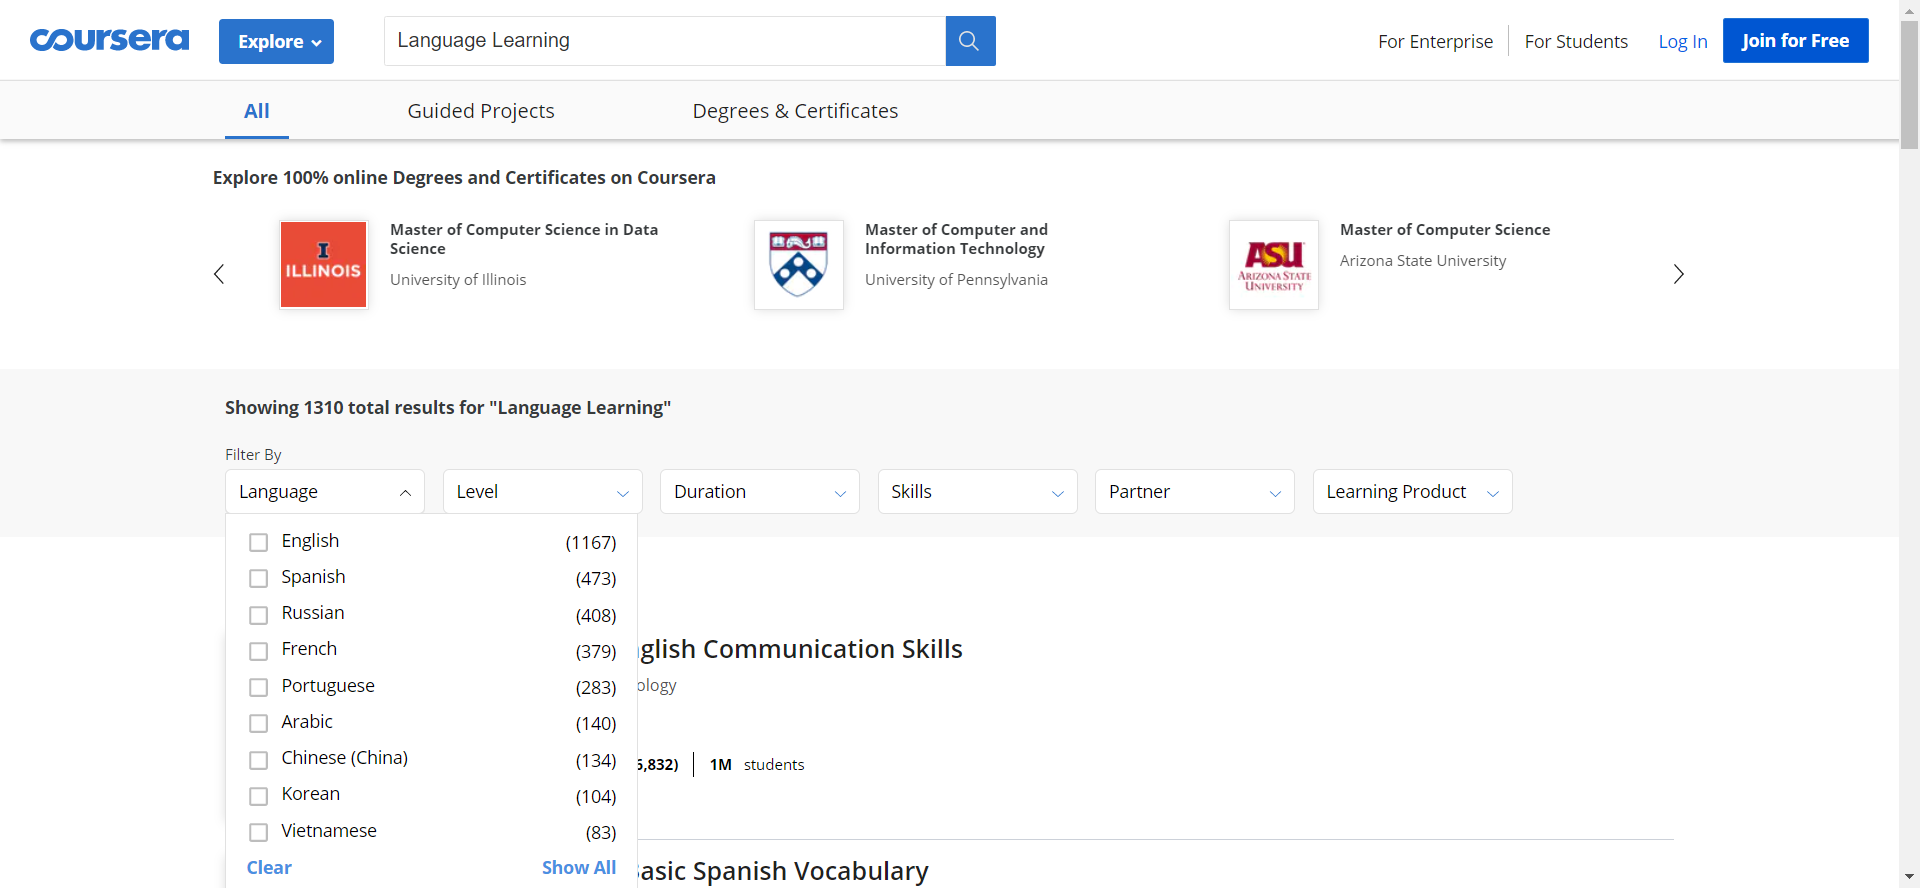 coursera
Explore
Language Learning
For Enterprise
For Students
Log In
Join for Free
All
Guided Projects
Degrees & Certificates
Explore 100% online Degrees and Certificates on Coursera
I
ILLINOIS
Master of Computer Science in Data
Science
University of Illinois
Master of Computer and
Information Technology
University of Pennsylvania
ASU
ARIZONA STATE
UNIVERSITY
Master of Computer Science
Arizona State University
Showing 1310 total results for "Language Learning"
Filter By
Language
Level
Duration
Skills
Partner
Learning Product
English (1167)
Spanish (473)
Russian (408)
French (379)
Portuguese (283)
Arabic (140)
Chinese (China) (134)
Korean (104)
Vietnamese (83)
Clear Show All
glish Communication Skills
ology
,832) 1M students
asic Spanish Vocabulary